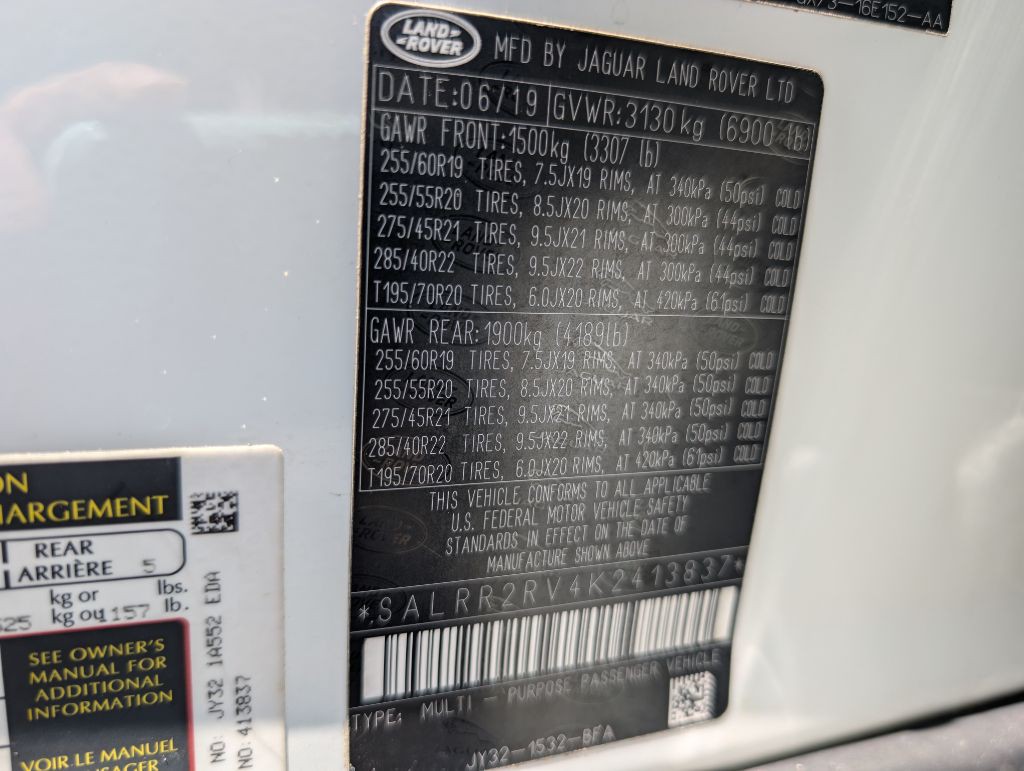 QX73-16E152-AA
LAND ROVER
MFD BY JAGUAR LAND ROVER LTD
DATE:06/19 GVWR:3130kg (6900 lb)
GAWR FRONT:1500kg (3307 lb)
255/60R19 TIRES, 7.5JX19 RIMS, AT 340kPa (50psi) COLD
255/55R20 TIRES, 8.5JX20 RIMS, AT 300kPa (44psi) COLD
275/45R21 TIRES, 9.5JX21 RIMS, AT 300kPa (44psi) COLD
285/40R22 TIRES, 9.5JX22 RIMS, AT 300kPa (44psi) COLD
T195/70R20 TIRES, 6.0JX20 RIMS, AT 420kPa (61psi) COLD
GAWR REAR:1900kg (4189lb)
255/60R19 TIRES, 7.5JX19 RIMS, AT 340kPa (50psi) COLD
255/55R20 TIRES, 8.5JX20 RIMS, AT 340kPa (50psi) COLD
275/45R21 TIRES, 9.5JX21 RIMS, AT 340kPa (50psi) COLD
285/40R22 TIRES, 9.5JX22 RIMS, AT 340kPa (50psi) COLD
T195/70R20 TIRES, 6.0JX20 RIMS, AT 420kPa (61psi) COLD
THIS VEHICLE CONFORMS TO ALL APPLICABLE
U.S. FEDERAL MOTOR VEHICLE SAFETY
STANDARDS IN EFFECT ON THE DATE OF
MANUFACTURE SHOWN ABOVE
*SALRR2RV4K2413837*
TYPE: MULTI - PURPOSE PASSENGER VEHICLE
JY32-1532-BFA
ON
HARGEMENT
REAR
ARRIÈRE 5
kg or lbs.
525 kg ou 1157 lb.
SEE OWNER'S
MANUAL FOR
ADDITIONAL
INFORMATION
VOIR LE MANUEL
USAGER
NO: JY32 1A552 EDA
NO: 413837